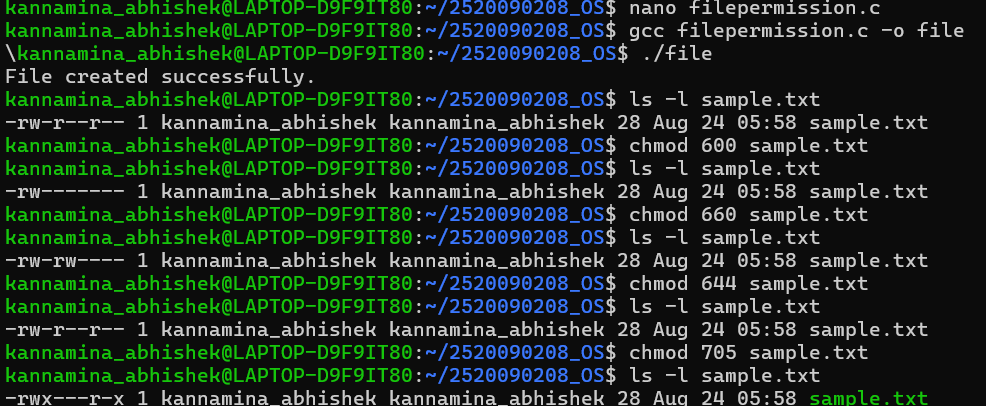 kannamina_abhishek@LAPTOP-D9F9IT80:~/2520090208_OS$ nano filepermission.c
kannamina_abhishek@LAPTOP-D9F9IT80:~/2520090208_OS$ gcc filepermission.c -o file
\kannamina_abhishek@LAPTOP-D9F9IT80:~/2520090208_OS$ ./file
File created successfully.
kannamina_abhishek@LAPTOP-D9F9IT80:~/2520090208_OS$ ls -l sample.txt
-rw-r--r-- 1 kannamina_abhishek kannamina_abhishek 28 Aug 24 05:58 sample.txt
kannamina_abhishek@LAPTOP-D9F9IT80:~/2520090208_OS$ chmod 600 sample.txt
kannamina_abhishek@LAPTOP-D9F9IT80:~/2520090208_OS$ ls -l sample.txt
-rw------- 1 kannamina_abhishek kannamina_abhishek 28 Aug 24 05:58 sample.txt
kannamina_abhishek@LAPTOP-D9F9IT80:~/2520090208_OS$ chmod 660 sample.txt
kannamina_abhishek@LAPTOP-D9F9IT80:~/2520090208_OS$ ls -l sample.txt
-rw-rw---- 1 kannamina_abhishek kannamina_abhishek 28 Aug 24 05:58 sample.txt
kannamina_abhishek@LAPTOP-D9F9IT80:~/2520090208_OS$ chmod 644 sample.txt
kannamina_abhishek@LAPTOP-D9F9IT80:~/2520090208_OS$ ls -l sample.txt
-rw-r--r-- 1 kannamina_abhishek kannamina_abhishek 28 Aug 24 05:58 sample.txt
kannamina_abhishek@LAPTOP-D9F9IT80:~/2520090208_OS$ chmod 705 sample.txt
kannamina_abhishek@LAPTOP-D9F9IT80:~/2520090208_OS$ ls -l sample.txt
-rwx---r-x 1 kannamina_abhishek kannamina_abhishek 28 Aug 24 05:58 sample.txt